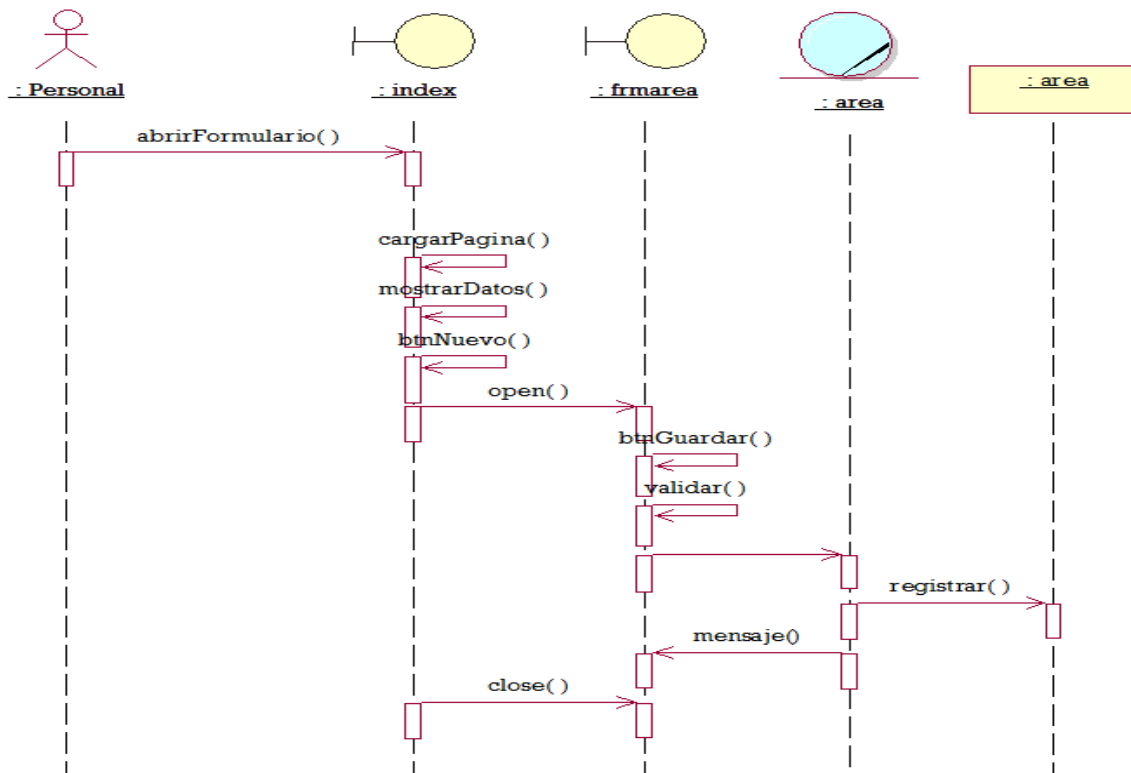 : Personal
: index
: frmarea
: area
: area
abrirFormulario( )
cargarPagina( )
mostrarDatos( )
btnNuevo( )
open( )
btnGuardar( )
validar( )
registrar( )
mensaje()
close( )